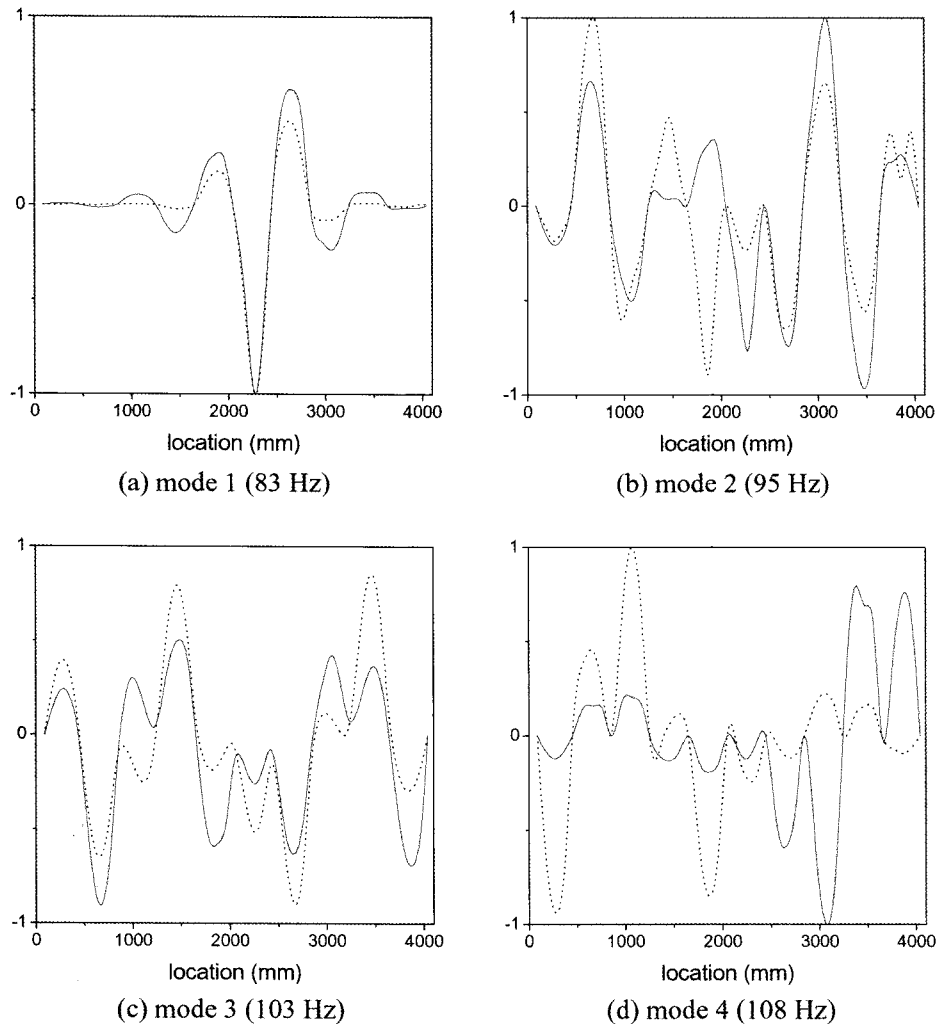 1
0
-1
0 1000 2000 3000 4000
location (mm)
(a) mode 1 (83 Hz)
1
0
-1
0 1000 2000 3000 4000
location (mm)
(b) mode 2 (95 Hz)
1
0
-1
0 1000 2000 3000 4000
location (mm)
(c) mode 3 (103 Hz)
1
0
-1
0 1000 2000 3000 4000
location (mm)
(d) mode 4 (108 Hz)